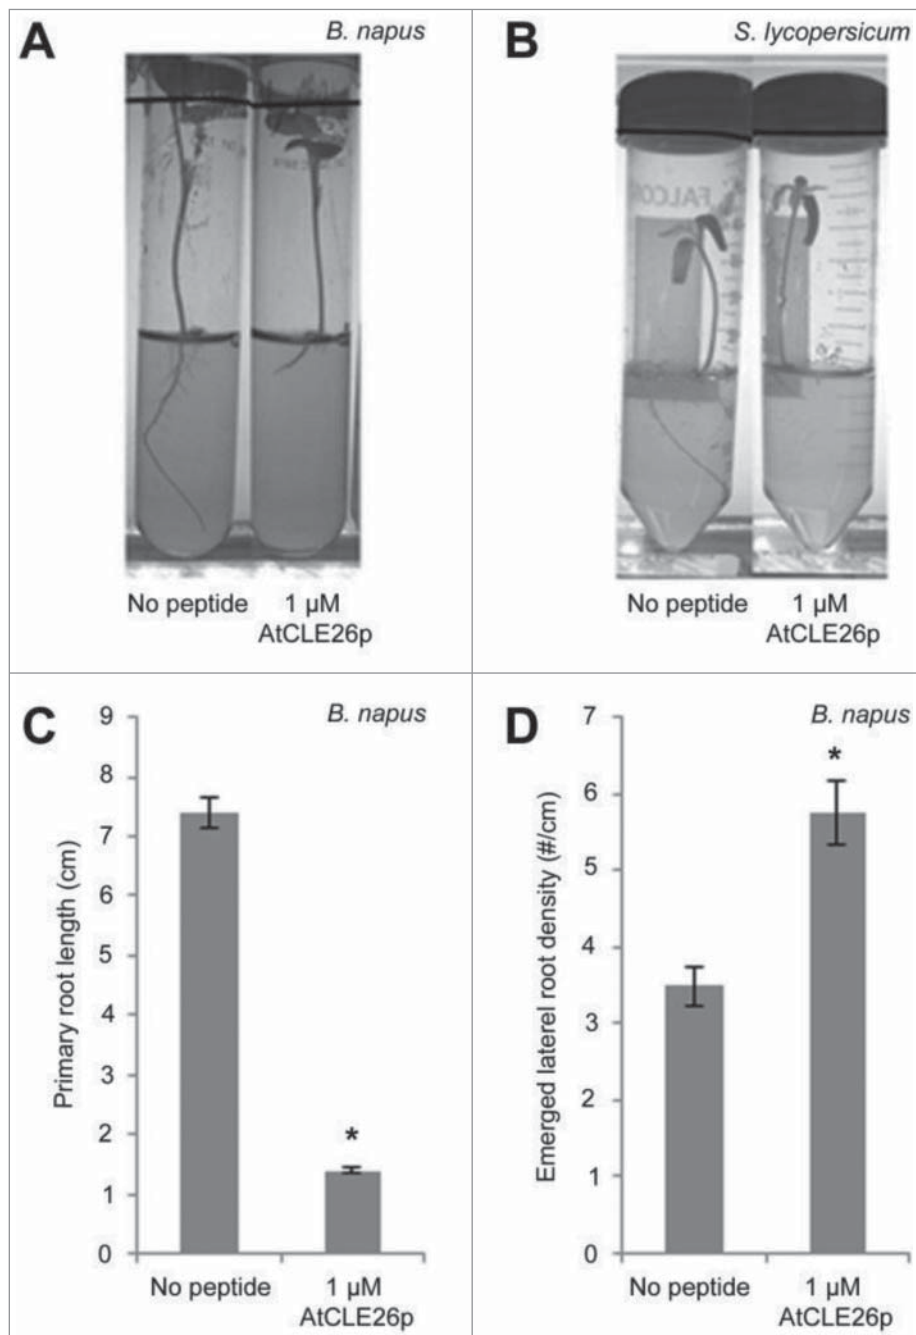 A
B. napus
No peptide
1 µM
AtCLE26p
B
S. lycopersicum
FALCO
No peptide
1 µM
AtCLE26p
C
B. napus
Primary root length (cm)
9
8
7
6
5
4
3
2
1
0
*
No peptide
1 µM
AtCLE26p
D
B. napus
Emerged laterel root density (#/cm)
7
6
5
4
3
2
1
0
*
No peptide
1 µM
AtCLE26p